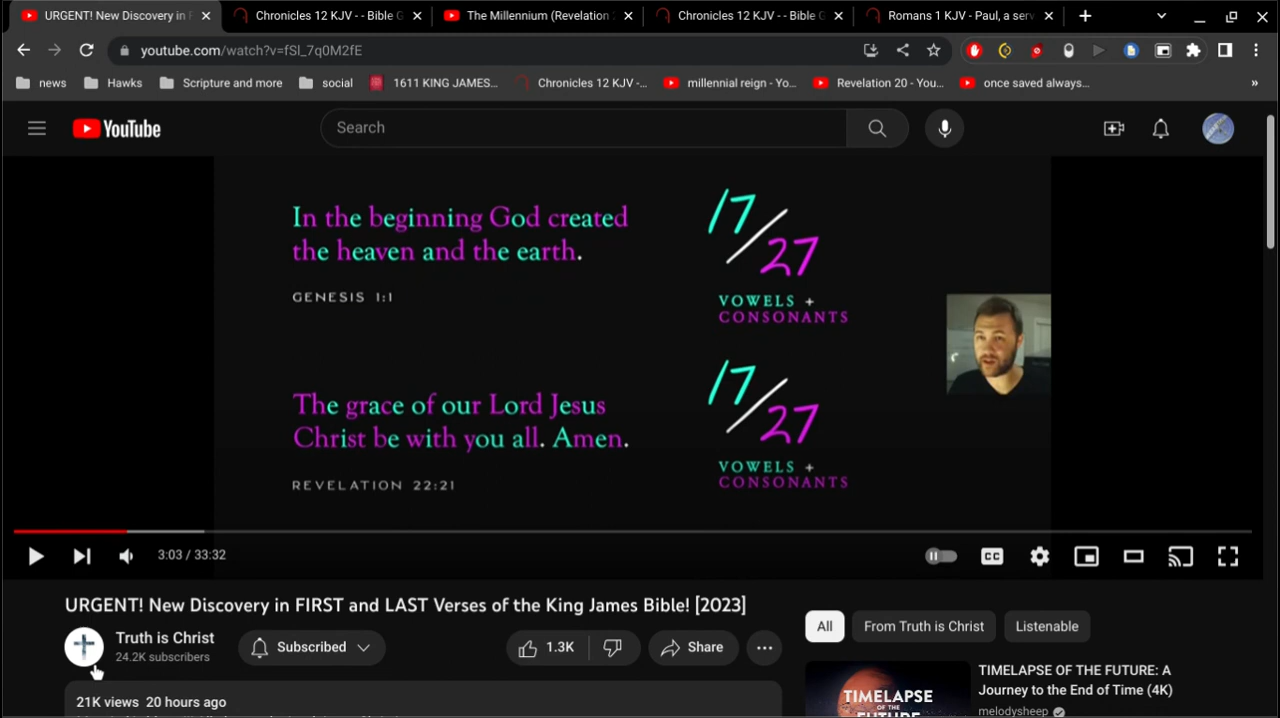 URGENT! New Discovery in F
Chronicles 12 KJV - - Bible G
The Millennium (Revelation
Chronicles 12 KJV - - Bible G
Romans 1 KJV - Paul, a serv
youtube.com/watch?v=fSl_7q0M2fE
news
Hawks
Scripture and more
social
1611 KING JAMES...
Chronicles 12 KJV -...
millennial reign - Yo...
Revelation 20 - You...
once saved always...
YouTube
Search
In the beginning God created
the heaven and the earth.
GENESIS 1:1
17/27
VOWELS +
CONSONANTS
The grace of our Lord Jesus
Christ be with you all. Amen.
REVELATION 22:21
17/27
VOWELS +
CONSONANTS
3:03 / 33:32
CC
URGENT! New Discovery in FIRST and LAST Verses of the King James Bible! [2023]
Truth is Christ
24.2K subscribers
Subscribed
1.3K
Share
All
From Truth is Christ
Listenable
21K views 20 hours ago
TIMELAPSE
OF THE
FUTURE
TIMELAPSE OF THE FUTURE: A
Journey to the End of Time (4K)
melodysheep